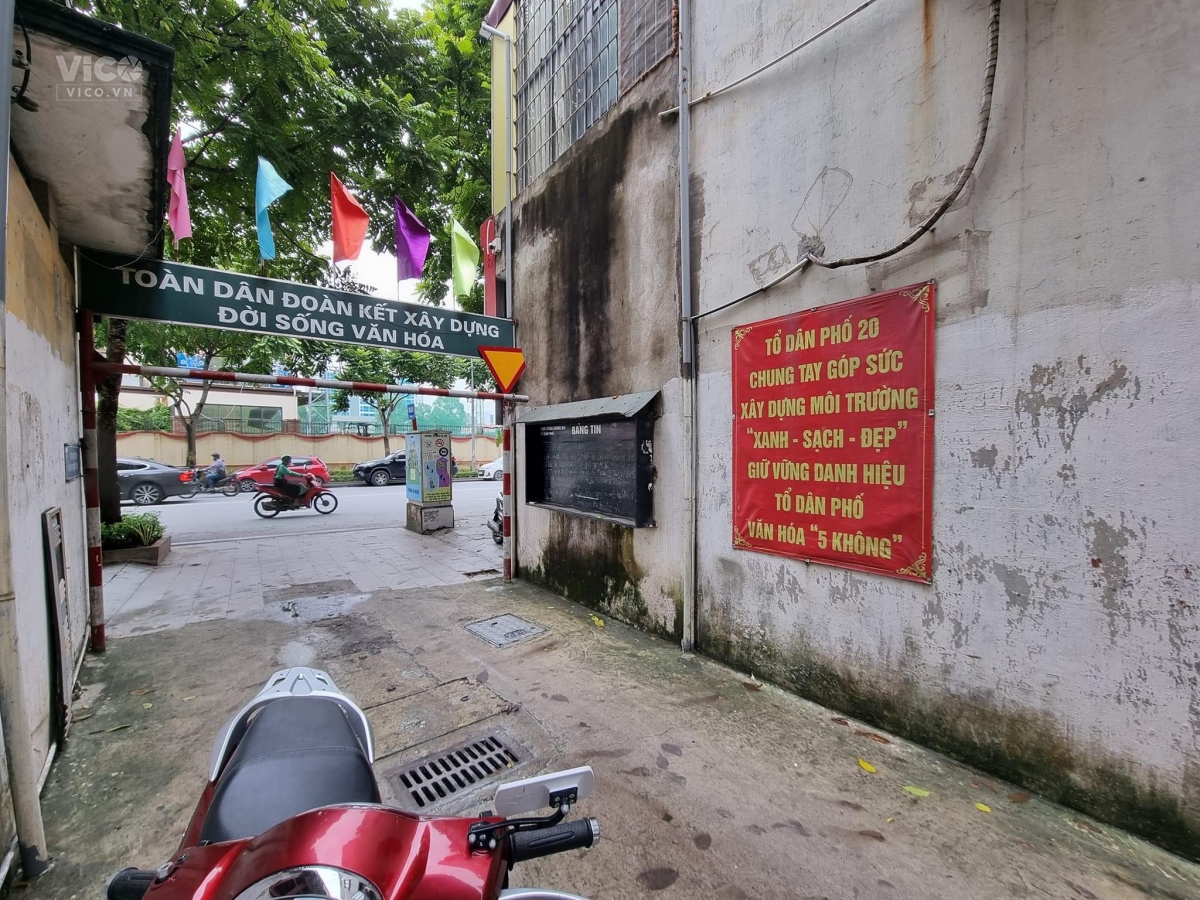 VICO
VICO.VN
TOÀN DÂN ĐOÀN KẾT XÂY DỰNG
ĐỜI SỐNG VĂN HÓA
BẢNG TIN
TỔ DÂN PHỐ 20
CHUNG TAY GÓP SỨC
XÂY DỰNG MÔI TRƯỜNG
“XANH - SẠCH - ĐẸP”
GIỮ VỮNG DANH HIỆU
TỔ DÂN PHỐ
VĂN HÓA “5 KHÔNG”